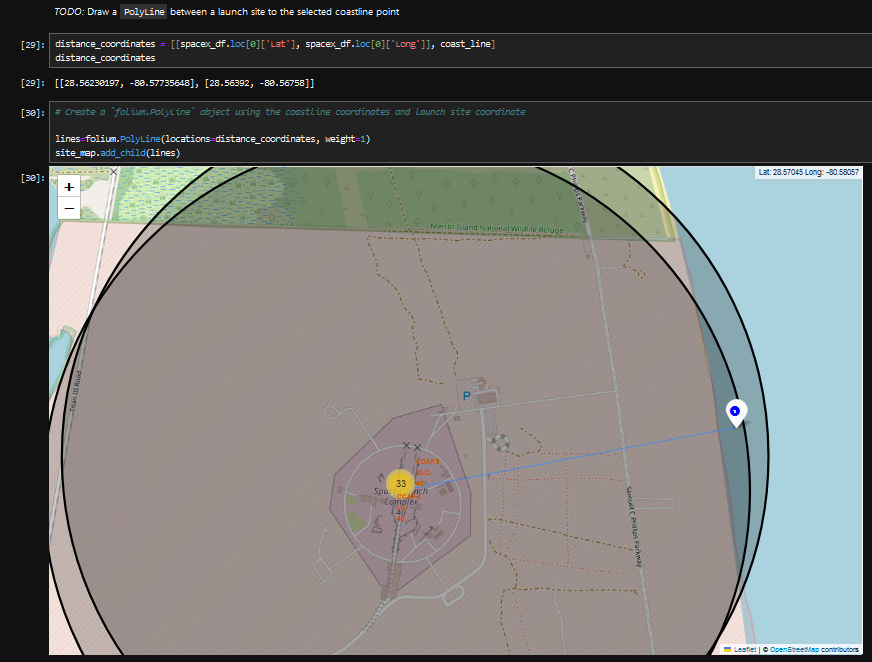 TODO: Draw a PolyLine between a launch site to the selected coastline point
[29]: distance_coordinates = [[spacex_df.loc[0]['Lat'], spacex_df.loc[0]['Long']], coast_line]
distance_coordinates
[29]: [[28.56230197, -80.57735648], [28.56392, -80.56758]]
[30]: # Create a `folium.PolyLine` object using the coastline coordinates and launch site coordinate
lines=folium.PolyLine(locations=distance_coordinates, weight=1)
site_map.add_child(lines)
[30]:
+
−
Lat: 28.57045 Long: -80.58057
C Phillips Parkway
Merritt Island National Wildlife Refuge
Titan III Road
P
33
Complex
40
Samuel C Phillips Parkway
Leaflet | © OpenStreetMap contributors